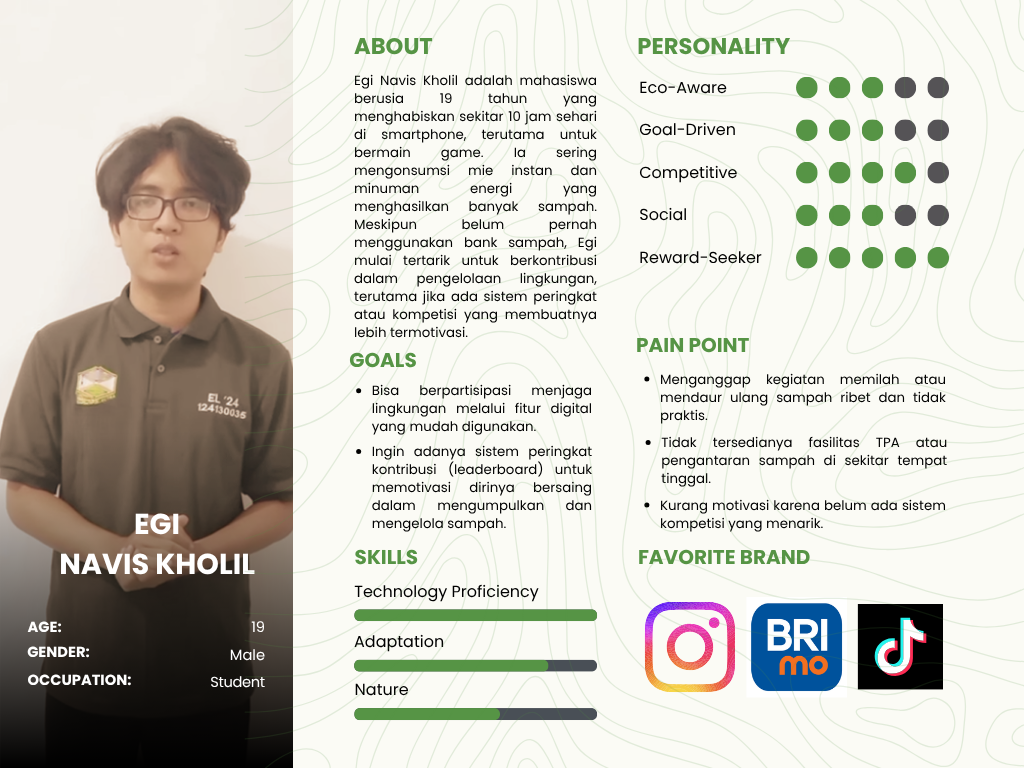 EL '24
124130035
EGI
NAVIS KHOLIL
AGE: 19
GENDER: Male
OCCUPATION: Student
ABOUT
Egi Navis Kholil adalah mahasiswa
berusia 19 tahun yang
menghabiskan sekitar 10 jam sehari
di smartphone, terutama untuk
bermain game. Ia sering
mengonsumsi mie instan dan
minuman energi yang
menghasilkan banyak sampah.
Meskipun belum pernah
menggunakan bank sampah, Egi
mulai tertarik untuk berkontribusi
dalam pengelolaan lingkungan,
terutama jika ada sistem peringkat
atau kompetisi yang membuatnya
lebih termotivasi.
GOALS
• Bisa berpartisipasi menjaga
lingkungan melalui fitur digital
yang mudah digunakan.
• Ingin adanya sistem peringkat
kontribusi (leaderboard) untuk
memotivasi dirinya bersaing
dalam mengumpulkan dan
mengelola sampah.
SKILLS
Technology Proficiency
Adaptation
Nature
PERSONALITY
Eco-Aware
Goal-Driven
Competitive
Social
Reward-Seeker
PAIN POINT
• Menganggap kegiatan memilah atau
mendaur ulang sampah ribet dan tidak
praktis.
• Tidak tersedianya fasilitas TPA atau
pengantaran sampah di sekitar tempat
tinggal.
• Kurang motivasi karena belum ada sistem
kompetisi yang menarik.
FAVORITE BRAND
BRI
mo